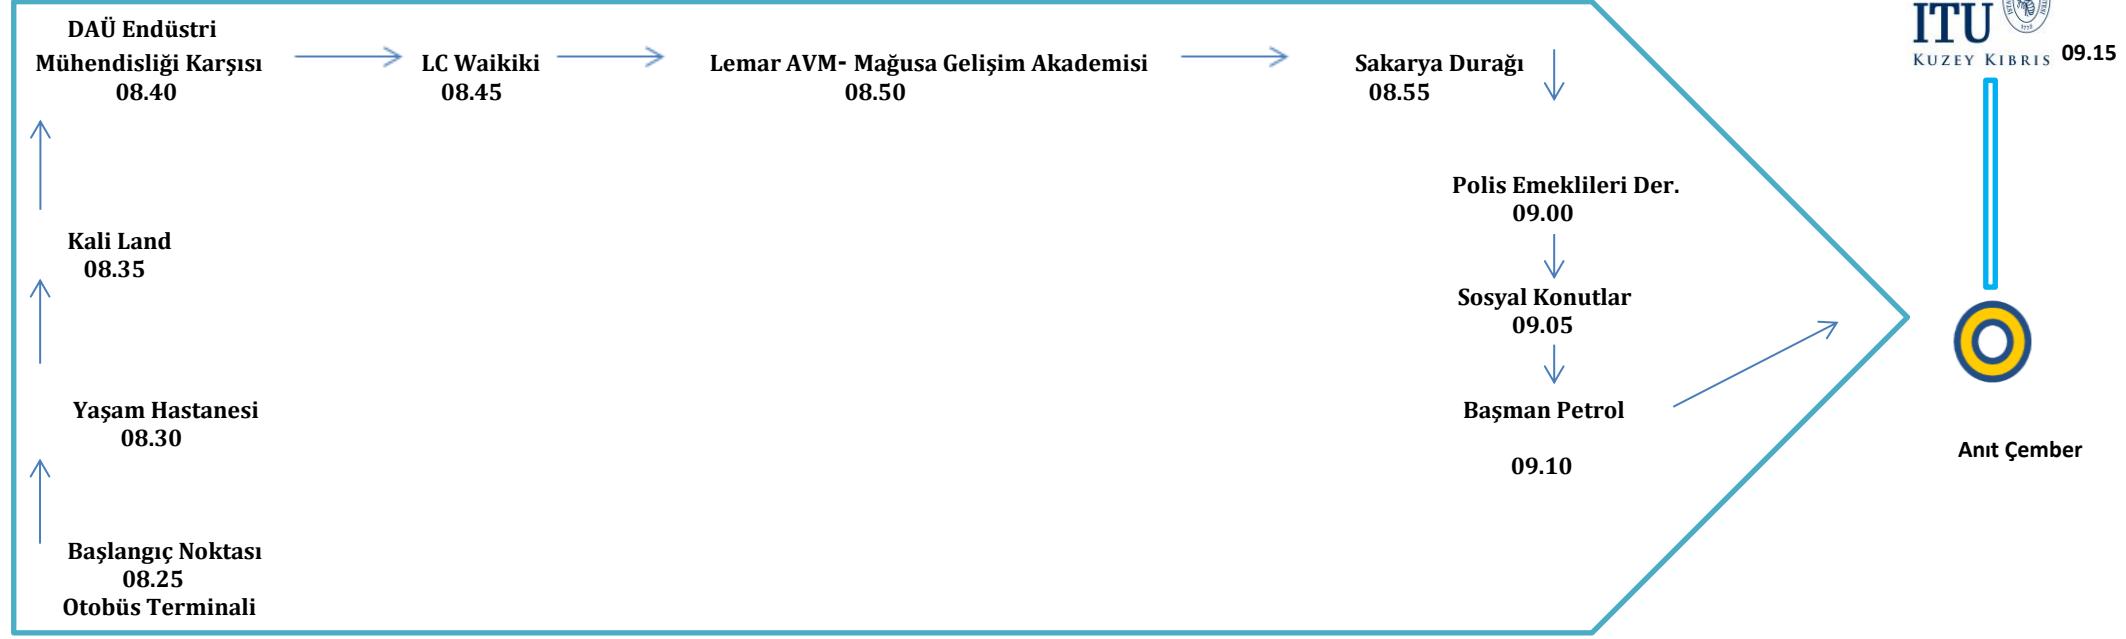 DAÜ Endüstri
Mühendisliği Karşısı
08.40
LC Waikiki
08.45
Lemar AVM- Mağusa Gelişim Akademisi
08.50
Sakarya Durağı
08.55
ITU
KUZEY KIBRIS
09.15
Polis Emeklileri Der.
09.00
Kali Land
08.35
Sosyal Konutlar
09.05
Yaşam Hastanesi
08.30
Başman Petrol
09.10
Anıt Çember
Başlangıç Noktası
08.25
Otobüs Terminali